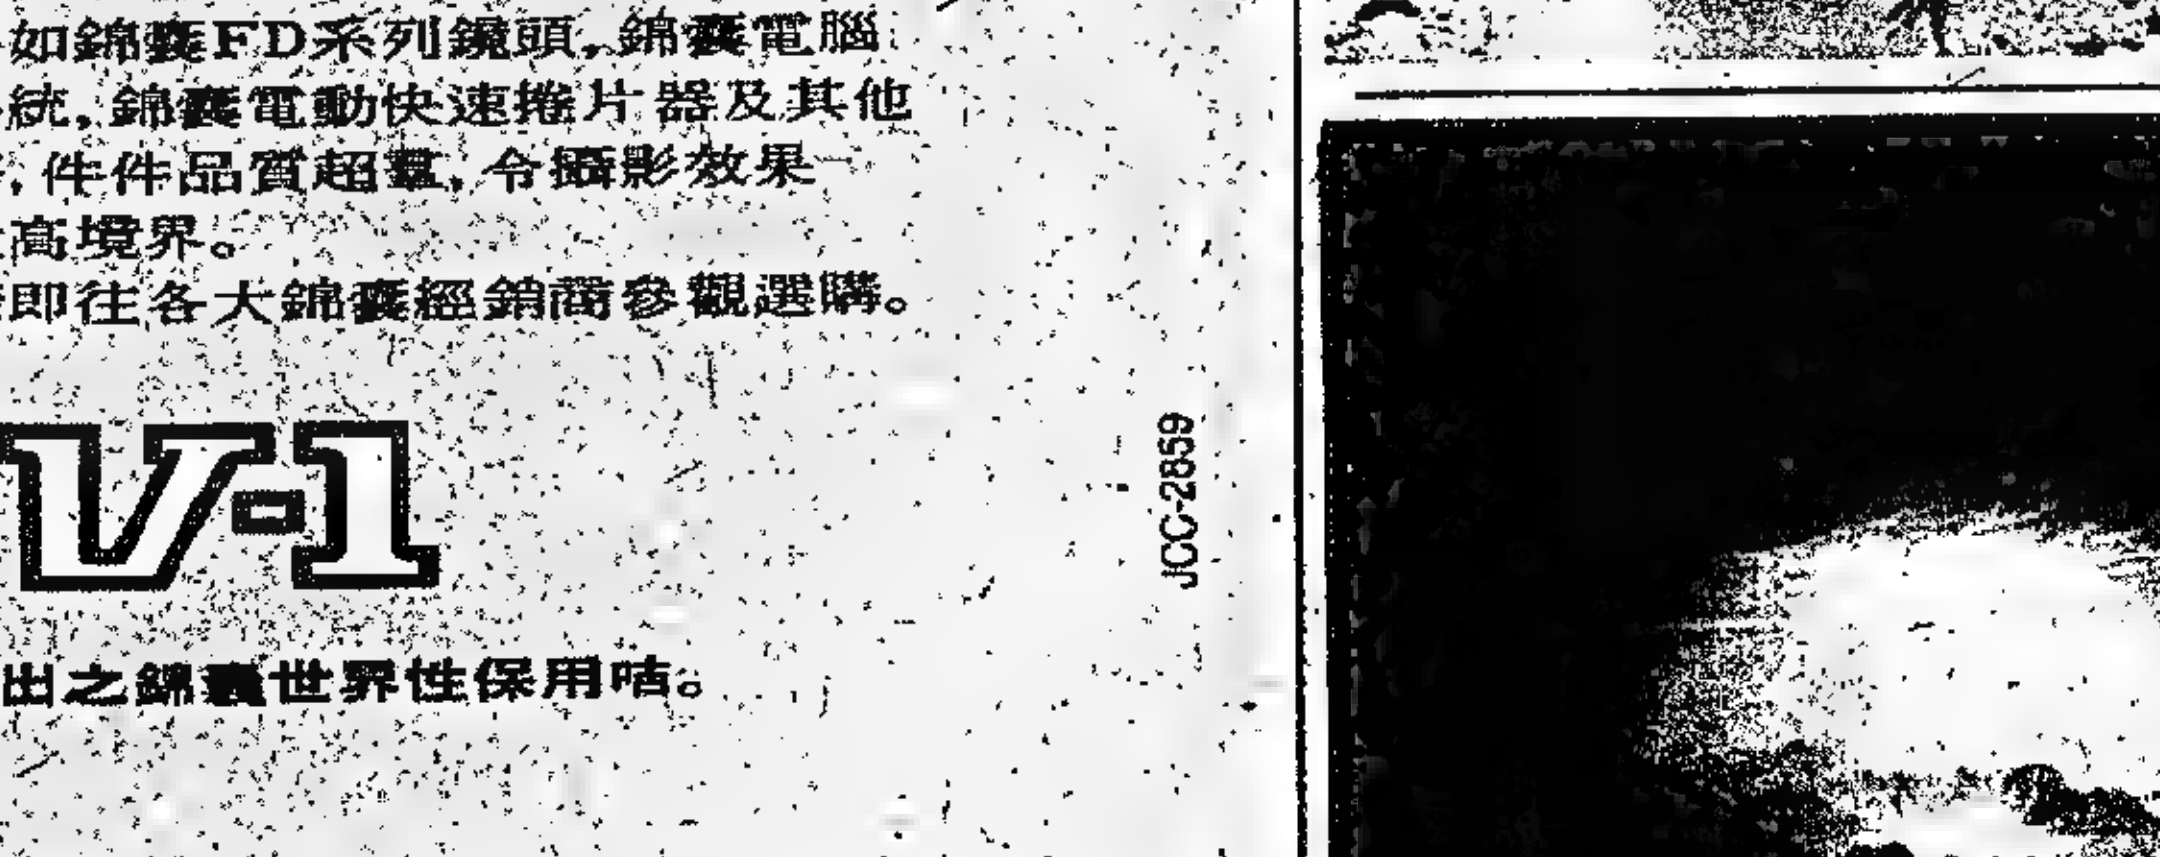 如錦囊FD系列鏡頭,錦囊電腦
統,錦囊電動快速捲片器及其他
,件件品質超羣,令攝影效果
高境界。
即往各大錦囊經銷商參觀選購。
V-1
JCC-2859
出之錦囊世界性保用咭。